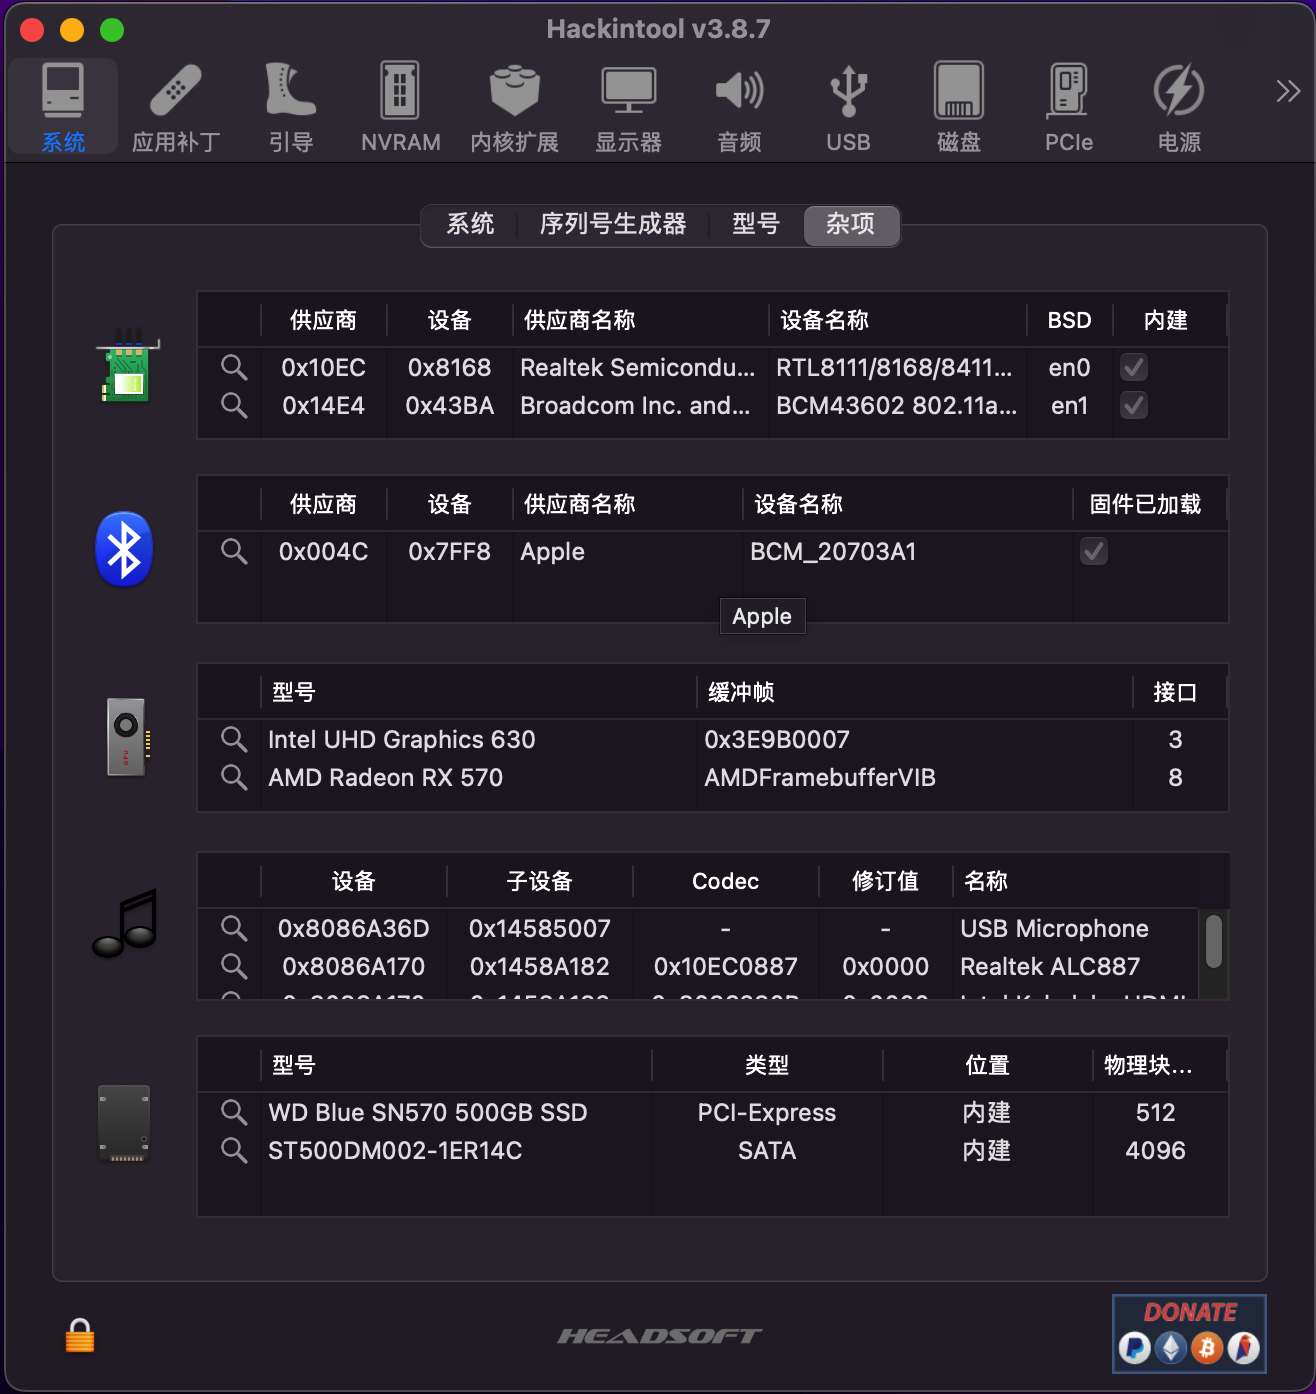 Hackintool v3.8.7
系统 应用补丁 引导 NVRAM 内核扩展 显示器 音频 USB 磁盘 PCIe 电源
系统 序列号生成器 型号 杂项
供应商 设备 供应商名称 设备名称 BSD 内建
0x10EC 0x8168 Realtek Semicondu... RTL8111/8168/8411... en0
0x14E4 0x43BA Broadcom Inc. and... BCM43602 802.11a... en1
供应商 设备 供应商名称 设备名称 固件已加载
0x004C 0x7FF8 Apple BCM_20703A1
Apple
型号 缓冲帧 接口
Intel UHD Graphics 630 0x3E9B0007 3
AMD Radeon RX 570 AMDFramebufferVIB 8
设备 子设备 Codec 修订值 名称
0x8086A36D 0x14585007 - - USB Microphone
0x8086A170 0x1458A182 0x10EC0887 0x0000 Realtek ALC887
型号 类型 位置 物理块...
WD Blue SN570 500GB SSD PCI-Express 内建 512
ST500DM002-1ER14C SATA 内建 4096
HEADSOFT
DONATE